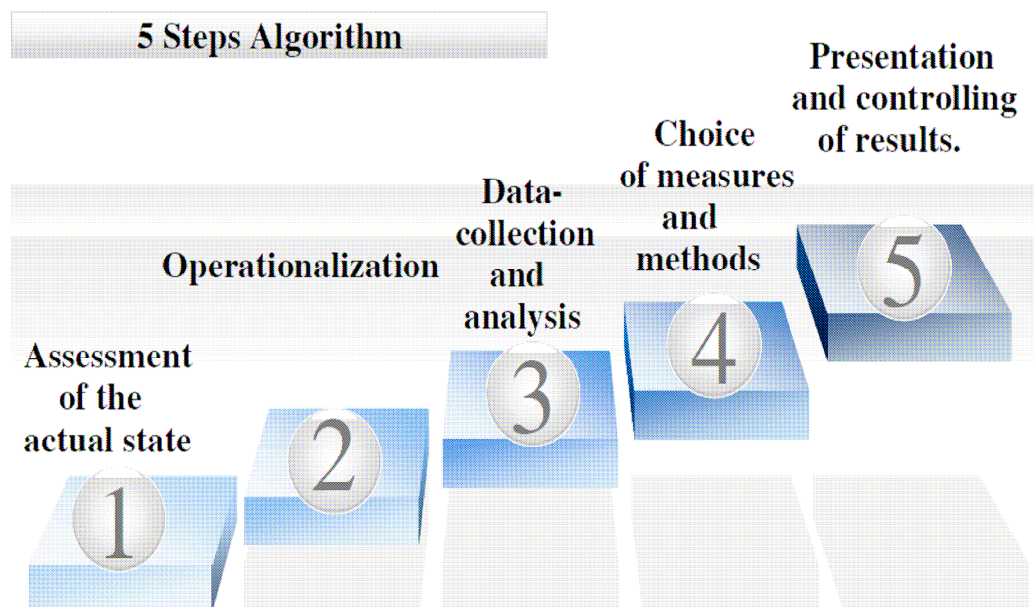 5 Steps Algorithm
Assessment
of the
actual state
1
Operationalization
2
Data-
collection
and
analysis
3
Choice
of measures
and
methods
4
Presentation
and controlling
of results.
5